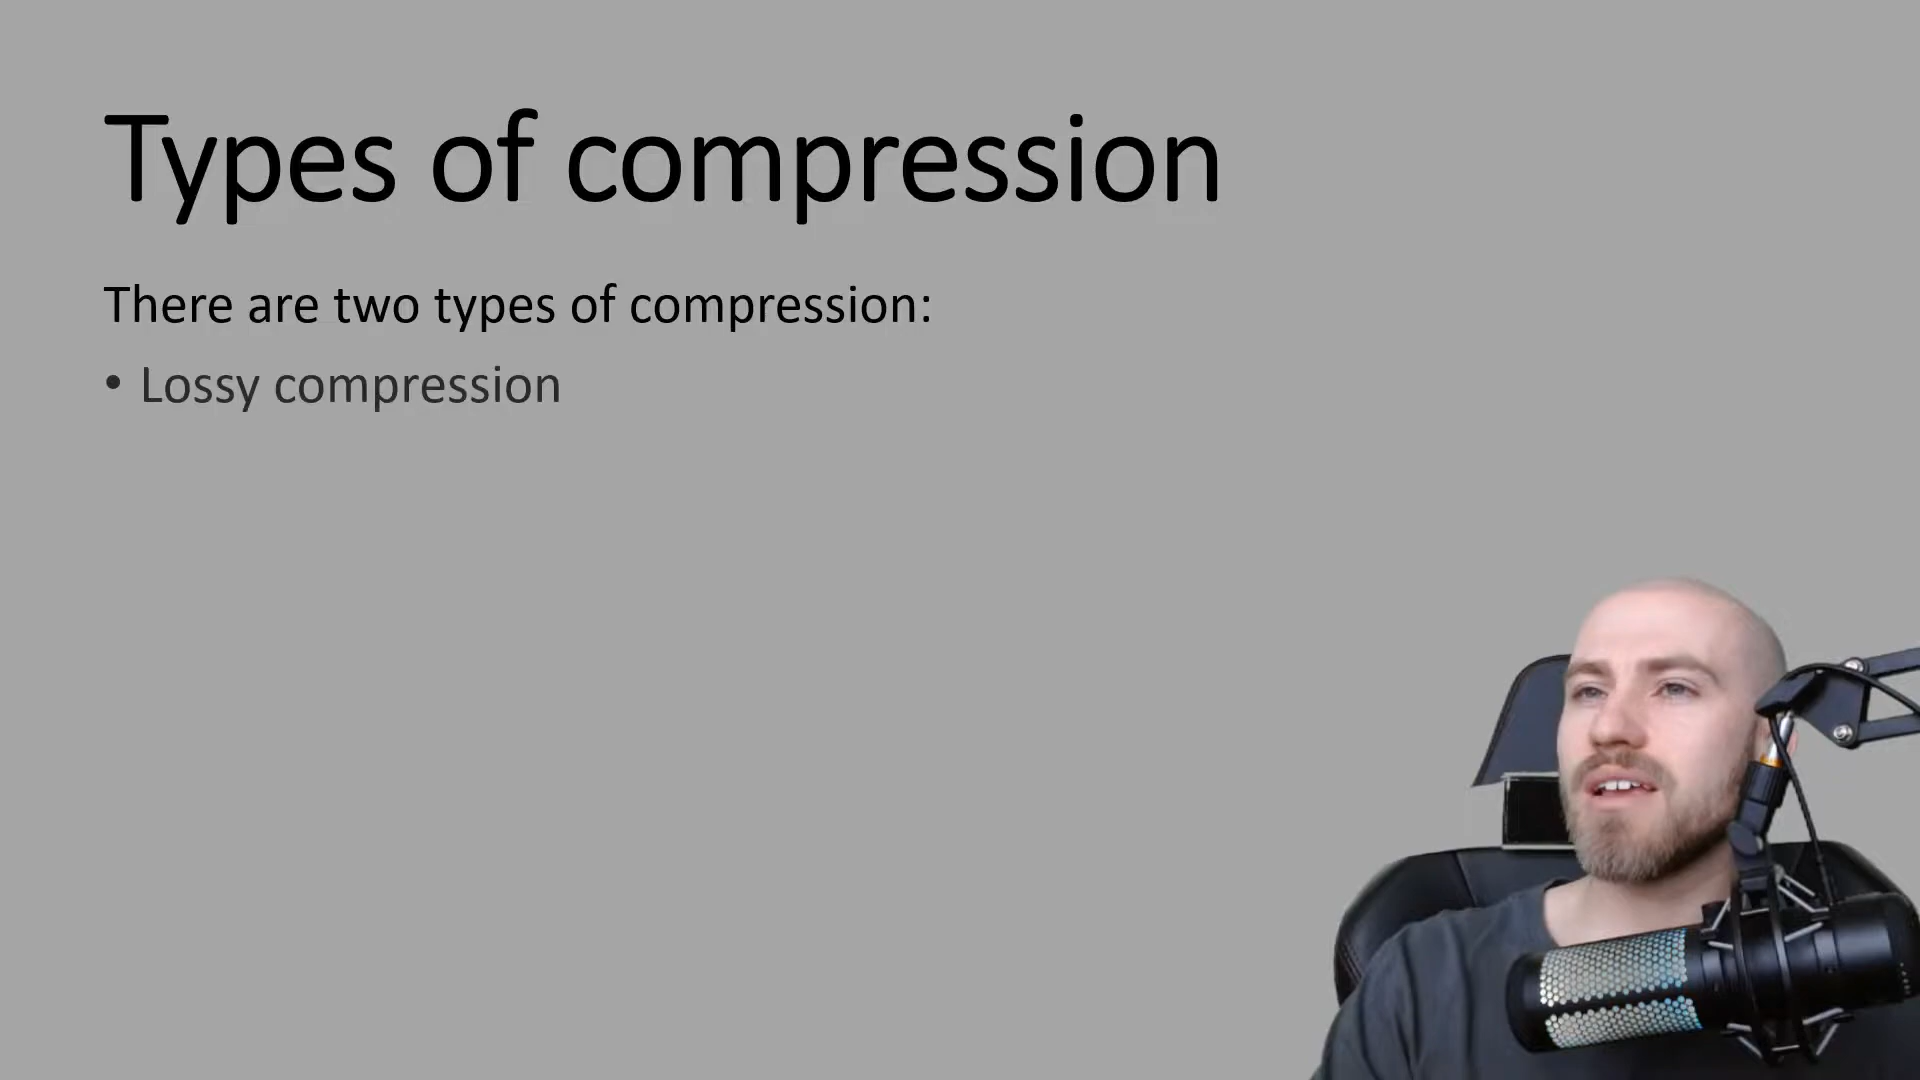 Types of compression
There are two types of compression:
• Lossy compression